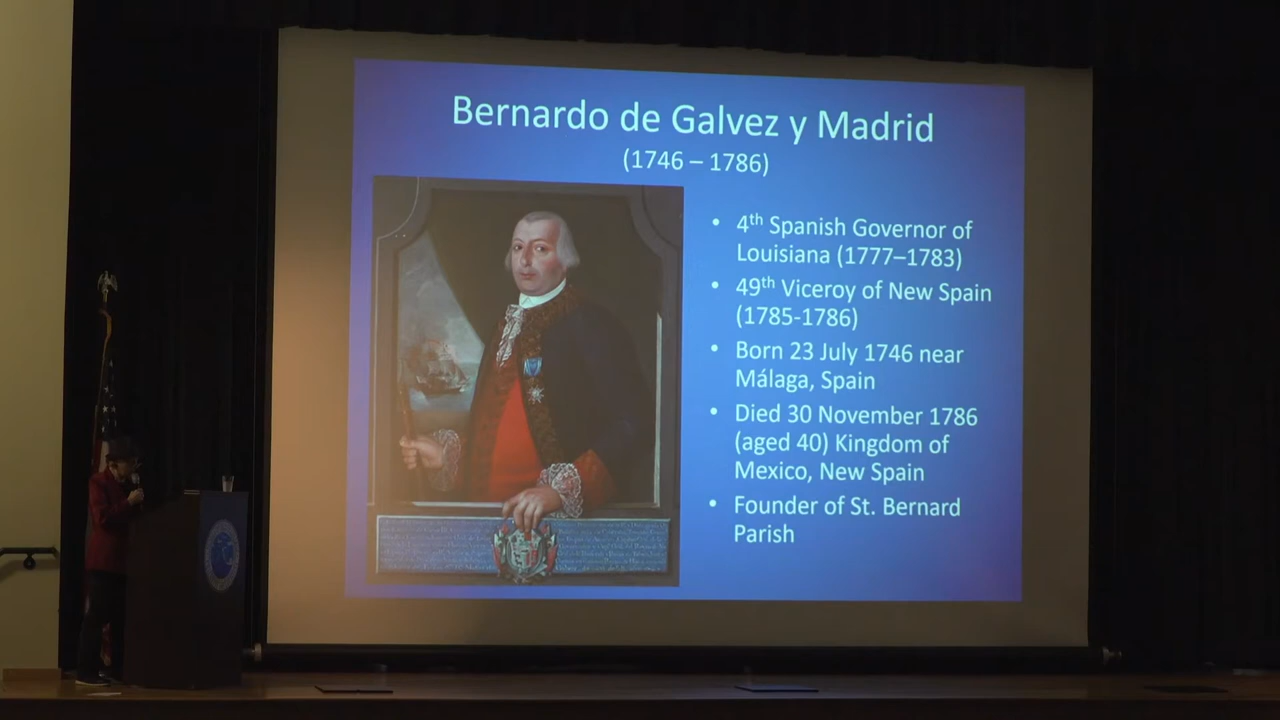 Bernardo de Galvez y Madrid
(1746 – 1786)
• 4th Spanish Governor of
Louisiana (1777–1783)
• 49th Viceroy of New Spain
(1785-1786)
• Born 23 July 1746 near
Málaga, Spain
• Died 30 November 1786
(aged 40) Kingdom of
Mexico, New Spain
• Founder of St. Bernard
Parish